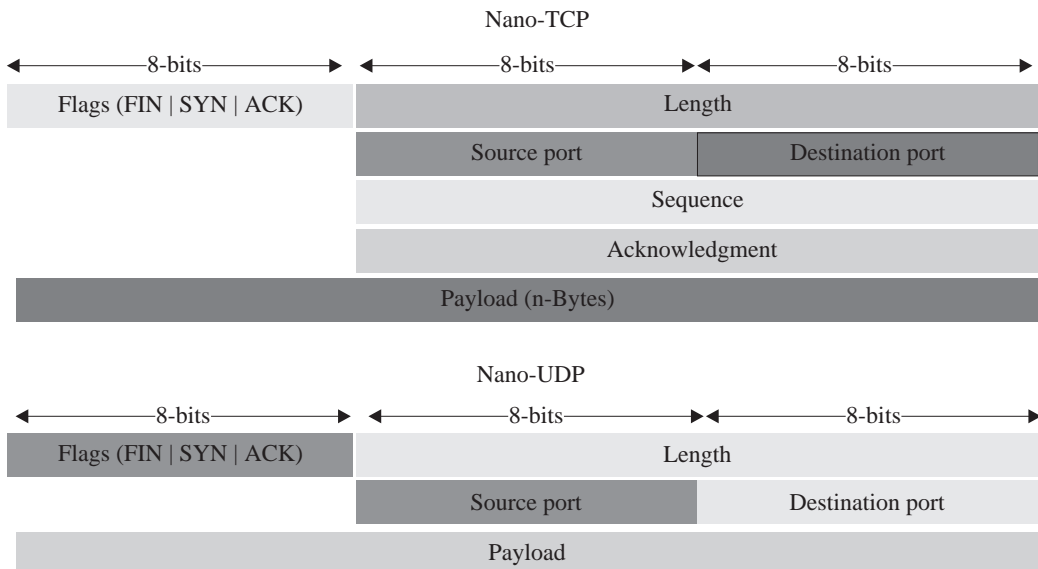 Nano-TCP
8-bits 8-bits 8-bits
Flags (FIN | SYN | ACK) Length
Source port Destination port
Sequence
Acknowledgment
Payload (n-Bytes)
Nano-UDP
8-bits 8-bits 8-bits
Flags (FIN | SYN | ACK) Length
Source port Destination port
Payload